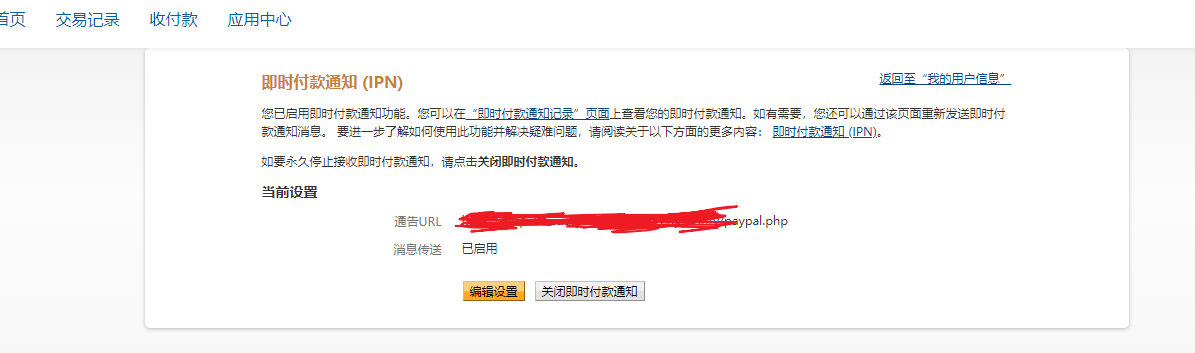 首页 交易记录 收付款 应用中心
即时付款通知 (IPN) 返回至“我的用户信息”
您已启用即时付款通知功能。您可以在“即时付款通知记录”页面上查看您的即时付款通知。如有需要，您还可以通过该页面重新发送即时付
款通知消息。 要进一步了解如何使用此功能并解决疑难问题，请阅读关于以下方面的更多内容： 即时付款通知 (IPN)。
如要永久停止接收即时付款通知，请点击关闭即时付款通知。
当前设置
通告URL /paypal.php
消息传送 已启用
编辑设置 关闭即时付款通知